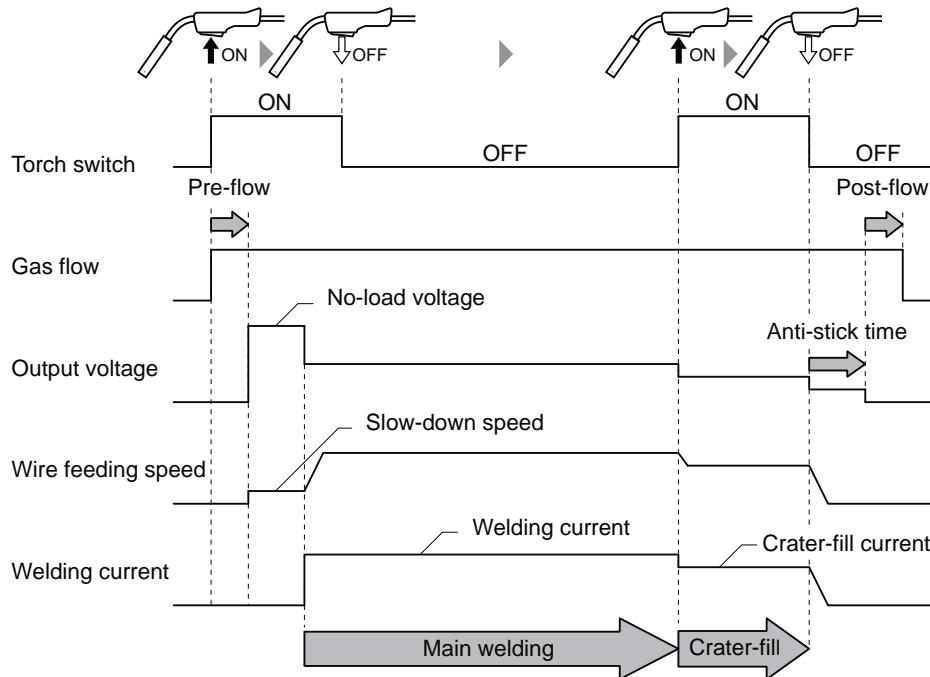 ON
OFF
ON
OFF
ON
ON
Torch switch
OFF
OFF
Pre-flow
Post-flow
Gas flow
No-load voltage
Anti-stick time
Output voltage
Slow-down speed
Wire feeding speed
Welding current
Crater-fill current
Welding current
Main welding
Crater-fill